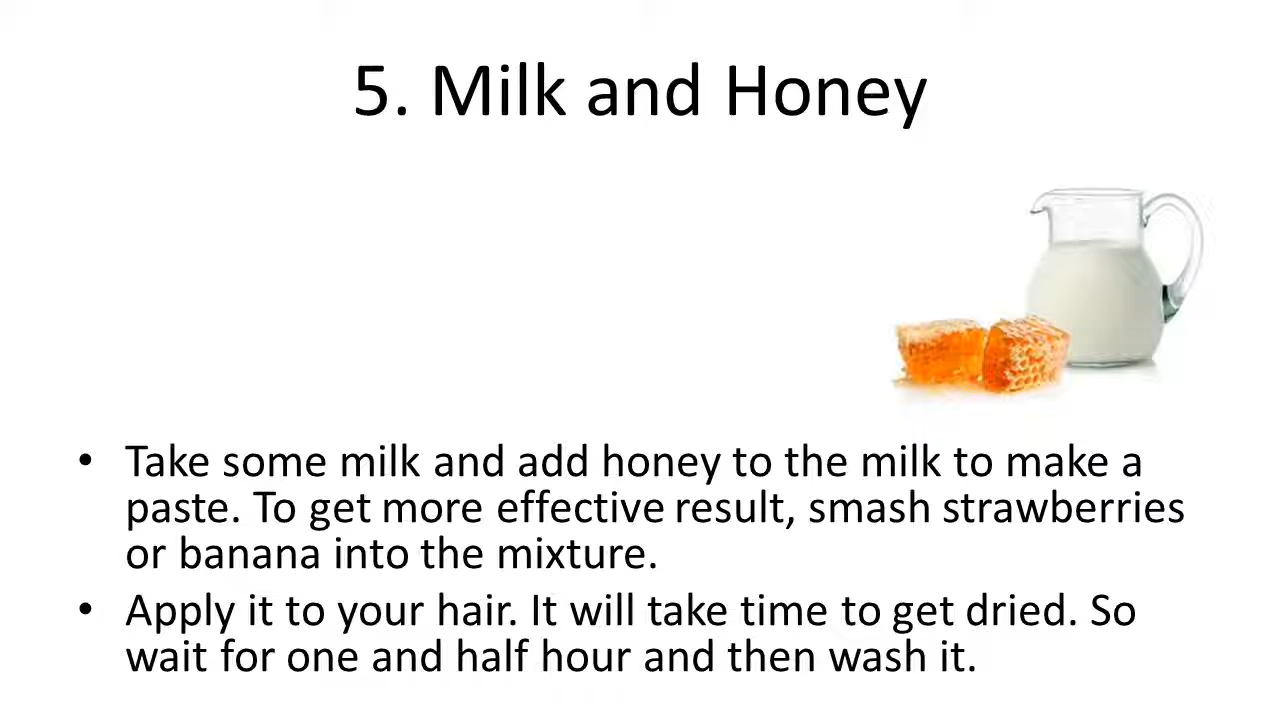 5. Milk and Honey
• Take some milk and add honey to the milk to make a
paste. To get more effective result, smash strawberries
or banana into the mixture.
• Apply it to your hair. It will take time to get dried. So
wait for one and half hour and then wash it.